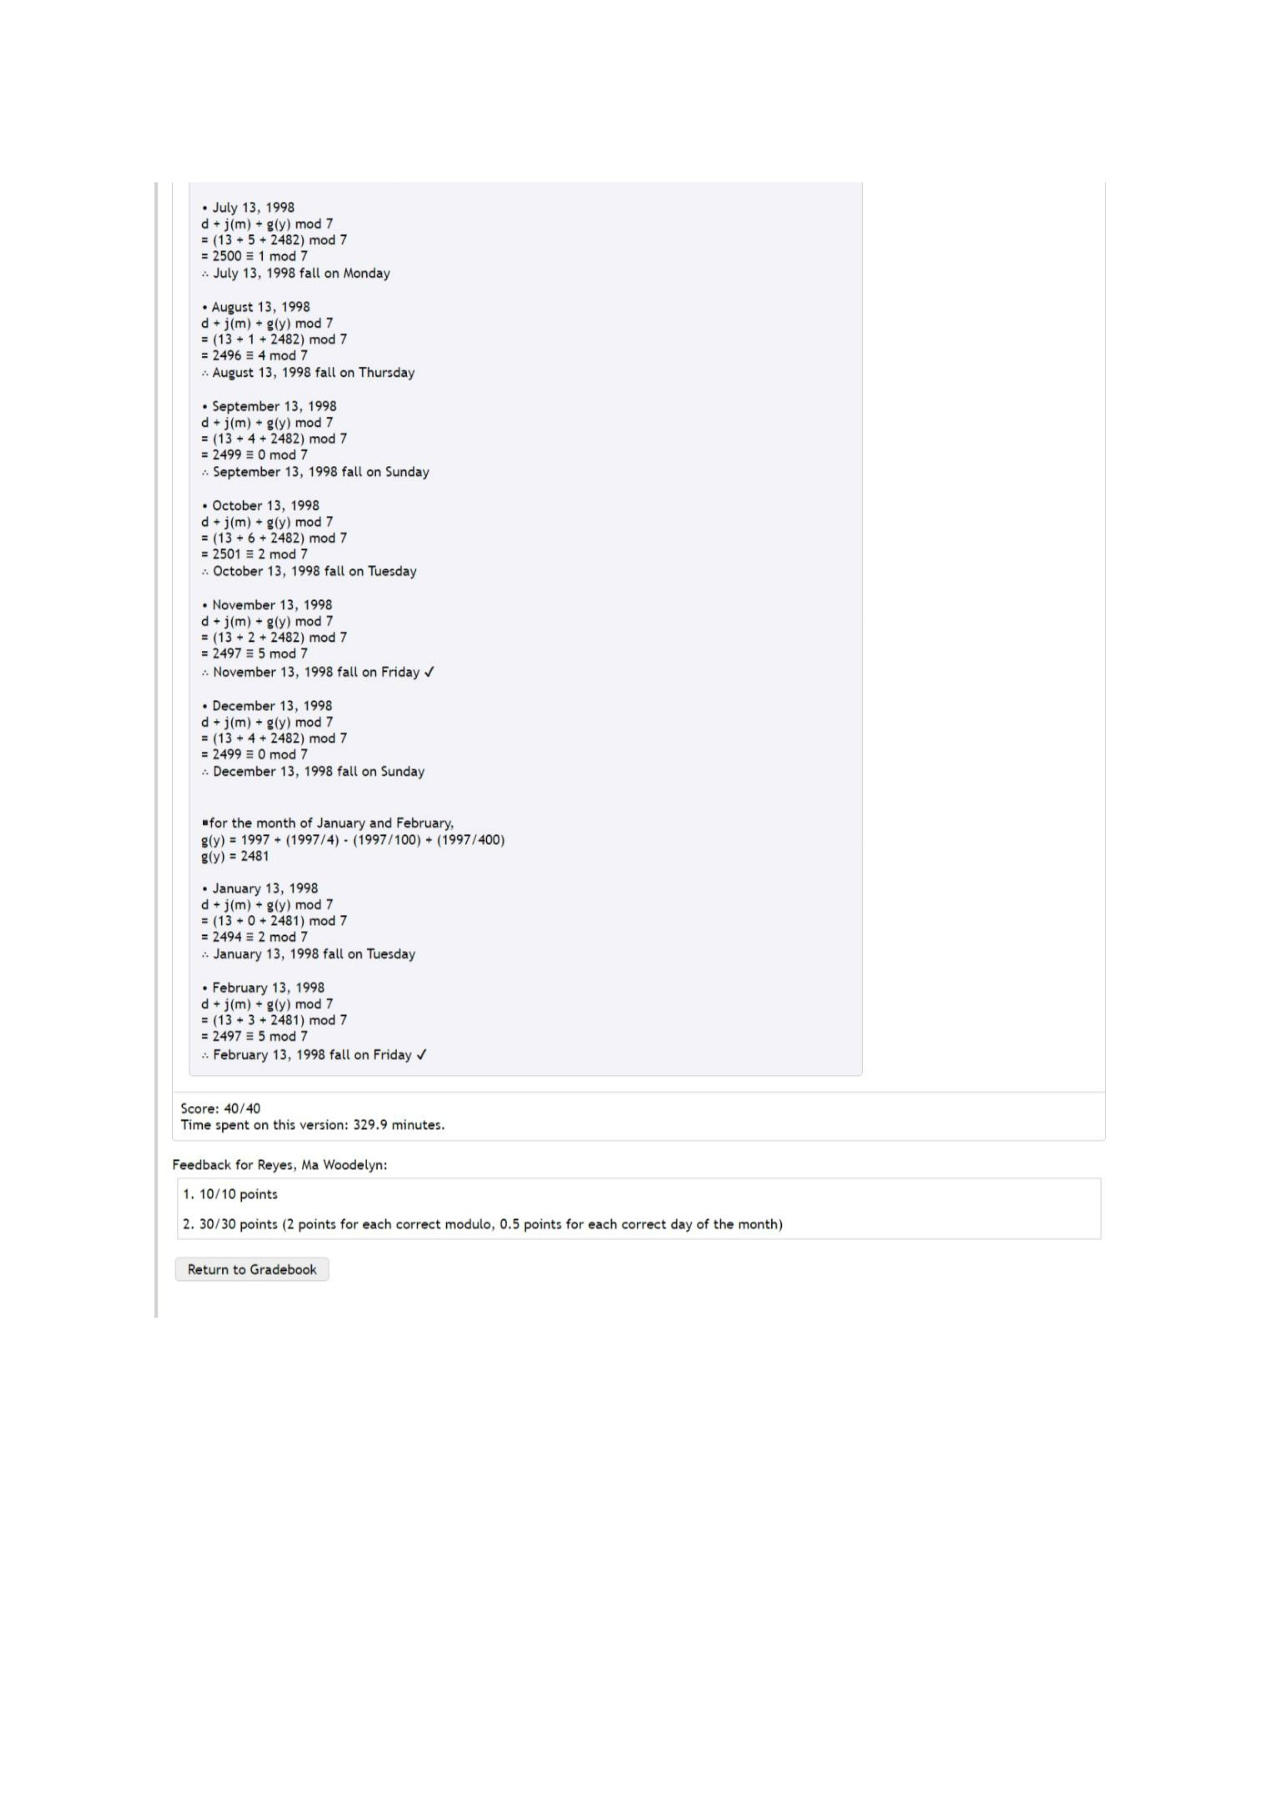 • July 13, 1998
d + j(m) + g(y) mod 7
= (13 + 5 + 2482) mod 7
= 2500 ≡ 1 mod 7
∴ July 13, 1998 fall on Monday
• August 13, 1998
d + j(m) + g(y) mod 7
= (13 + 1 + 2482) mod 7
= 2496 ≡ 4 mod 7
∴ August 13, 1998 fall on Thursday
• September 13, 1998
d + j(m) + g(y) mod 7
= (13 + 4 + 2482) mod 7
= 2499 ≡ 0 mod 7
∴ September 13, 1998 fall on Sunday
• October 13, 1998
d + j(m) + g(y) mod 7
= (13 + 6 + 2482) mod 7
= 2501 ≡ 2 mod 7
∴ October 13, 1998 fall on Tuesday
• November 13, 1998
d + j(m) + g(y) mod 7
= (13 + 2 + 2482) mod 7
= 2497 ≡ 5 mod 7
∴ November 13, 1998 fall on Friday ✓
• December 13, 1998
d + j(m) + g(y) mod 7
= (13 + 4 + 2482) mod 7
= 2499 ≡ 0 mod 7
∴ December 13, 1998 fall on Sunday
▪for the month of January and February,
g(y) = 1997 + (1997/4) - (1997/100) + (1997/400)
g(y) = 2481
• January 13, 1998
d + j(m) + g(y) mod 7
= (13 + 0 + 2481) mod 7
= 2494 ≡ 2 mod 7
∴ January 13, 1998 fall on Tuesday
• February 13, 1998
d + j(m) + g(y) mod 7
= (13 + 3 + 2481) mod 7
= 2497 ≡ 5 mod 7
∴ February 13, 1998 fall on Friday ✓
Score: 40/40
Time spent on this version: 329.9 minutes.
Feedback for Reyes, Ma Woodelyn:
1. 10/10 points
2. 30/30 points (2 points for each correct modulo, 0.5 points for each correct day of the month)
Return to Gradebook